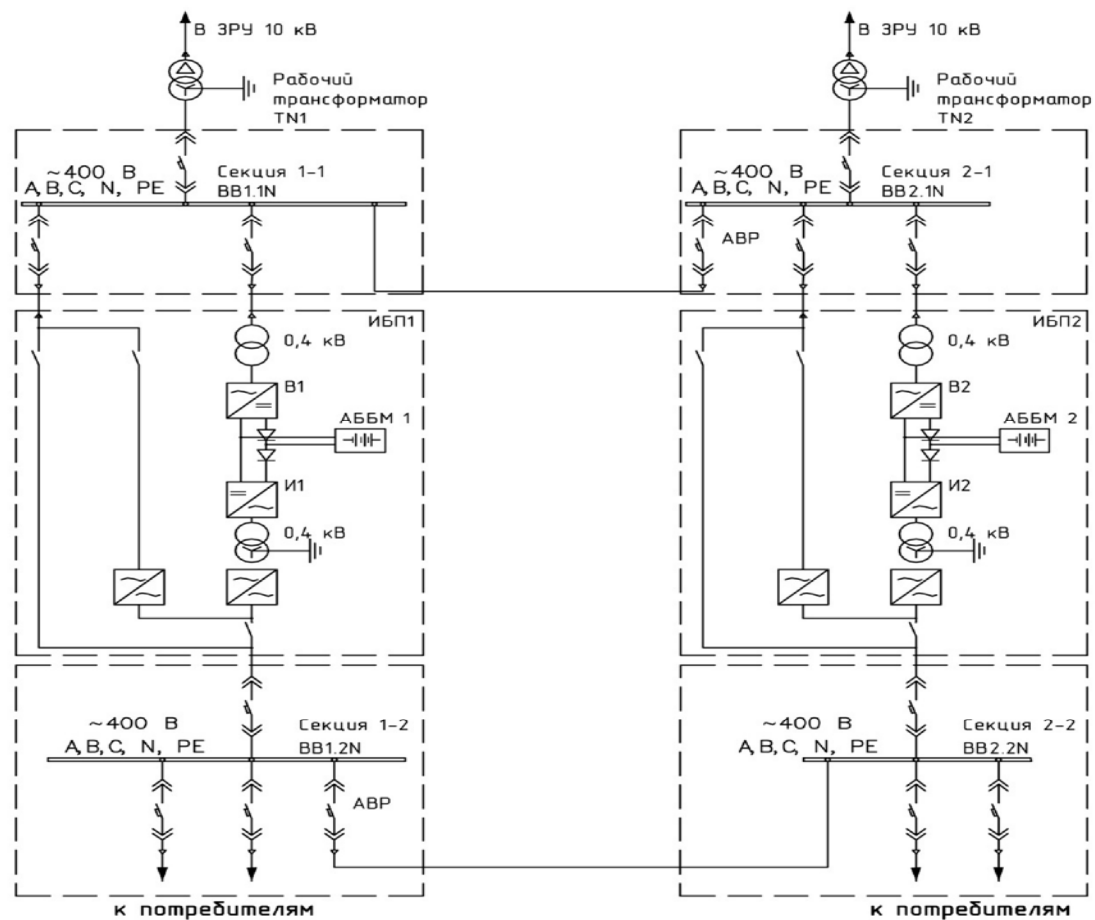 В ЗРУ 10 кВ
В ЗРУ 10 кВ
Рабочий
трансформатор
TN1
Рабочий
трансформатор
TN2
~400 В
A, B, C, N, PE
Секция 1-1
BB1.1N
~400 В
A, B, C, N, PE
Секция 2-1
BB2.1N
АВР
ИБП1
0,4 кВ
В1
АББМ 1
И1
0,4 кВ
ИБП2
0,4 кВ
В2
АББМ 2
И2
0,4 кВ
~400 В
A, B, C, N, PE
Секция 1-2
BB1.2N
АВР
~400 В
A, B, C, N, PE
Секция 2-2
BB2.2N
к потребителям
к потребителям